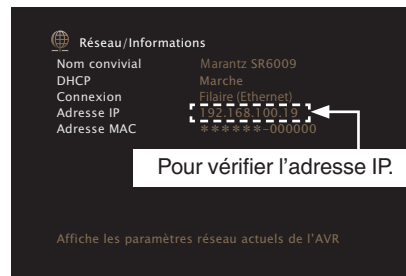 Réseau/Informations
Nom convivial Marantz SR6009
DHCP Marche
Connexion Filaire (Ethernet)
Adresse IP 192.168.100.19
Adresse MAC ******-000000
Pour vérifier l’adresse IP.
Affiche les paramètres réseau actuels de l’AVR